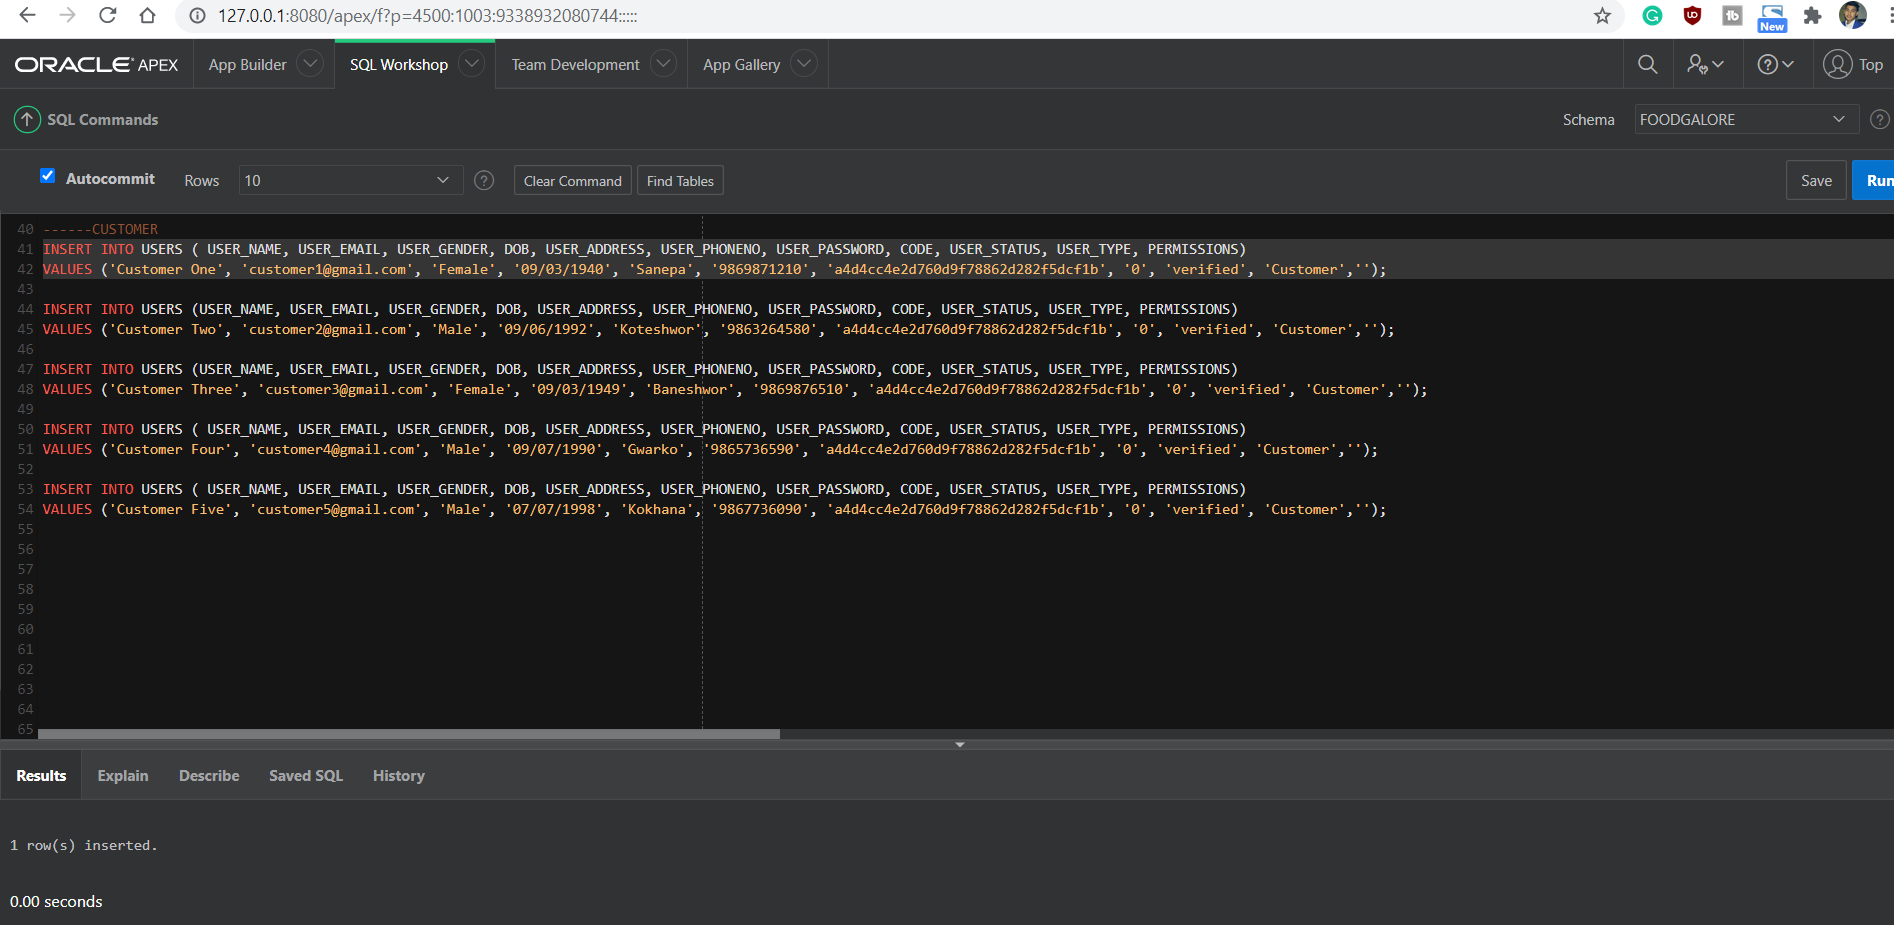 127.0.0.1:8080/apex/f?p=4500:1003:9338932080744:::::
New
ORACLE APEX App Builder SQL Workshop Team Development App Gallery Top
SQL Commands Schema FOODGALORE
Autocommit Rows 10 Clear Command Find Tables Save Run
40 ------CUSTOMER
41 INSERT INTO USERS ( USER_NAME, USER_EMAIL, USER_GENDER, DOB, USER_ADDRESS, USER_PHONENO, USER_PASSWORD, CODE, USER_STATUS, USER_TYPE, PERMISSIONS)
42 VALUES ('Customer One', 'customer1@gmail.com', 'Female', '09/03/1940', 'Sanepa', '9869871210', 'a4d4cc4e2d760d9f78862d282f5dcf1b', '0', 'verified', 'Customer','');
43
44 INSERT INTO USERS (USER_NAME, USER_EMAIL, USER_GENDER, DOB, USER_ADDRESS, USER_PHONENO, USER_PASSWORD, CODE, USER_STATUS, USER_TYPE, PERMISSIONS)
45 VALUES ('Customer Two', 'customer2@gmail.com', 'Male', '09/06/1992', 'Koteshwor', '9863264580', 'a4d4cc4e2d760d9f78862d282f5dcf1b', '0', 'verified', 'Customer','');
46
47 INSERT INTO USERS (USER_NAME, USER_EMAIL, USER_GENDER, DOB, USER_ADDRESS, USER_PHONENO, USER_PASSWORD, CODE, USER_STATUS, USER_TYPE, PERMISSIONS)
48 VALUES ('Customer Three', 'customer3@gmail.com', 'Female', '09/03/1949', 'Baneshwor', '9869876510', 'a4d4cc4e2d760d9f78862d282f5dcf1b', '0', 'verified', 'Customer','');
49
50 INSERT INTO USERS ( USER_NAME, USER_EMAIL, USER_GENDER, DOB, USER_ADDRESS, USER_PHONENO, USER_PASSWORD, CODE, USER_STATUS, USER_TYPE, PERMISSIONS)
51 VALUES ('Customer Four', 'customer4@gmail.com', 'Male', '09/07/1990', 'Gwarko', '9865736590', 'a4d4cc4e2d760d9f78862d282f5dcf1b', '0', 'verified', 'Customer','');
52
53 INSERT INTO USERS ( USER_NAME, USER_EMAIL, USER_GENDER, DOB, USER_ADDRESS, USER_PHONENO, USER_PASSWORD, CODE, USER_STATUS, USER_TYPE, PERMISSIONS)
54 VALUES ('Customer Five', 'customer5@gmail.com', 'Male', '07/07/1998', 'Kokhana', '9867736090', 'a4d4cc4e2d760d9f78862d282f5dcf1b', '0', 'verified', 'Customer','');
55
56
57
58
59
60
61
62
63
64
65
Results Explain Describe Saved SQL History
1 row(s) inserted.
0.00 seconds